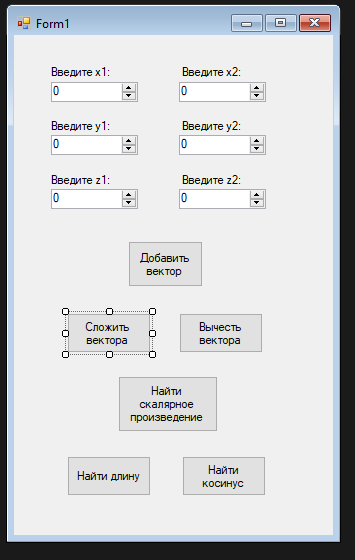 Form1
Введите x1:
Введите x2:
0
0
Введите y1:
Введите y2:
0
0
Введите z1:
Введите z2:
0
0
Добавить
вектор
Сложить
вектора
Вычесть
вектора
Найти
скалярное
произведение
Найти длину
Найти
косинус